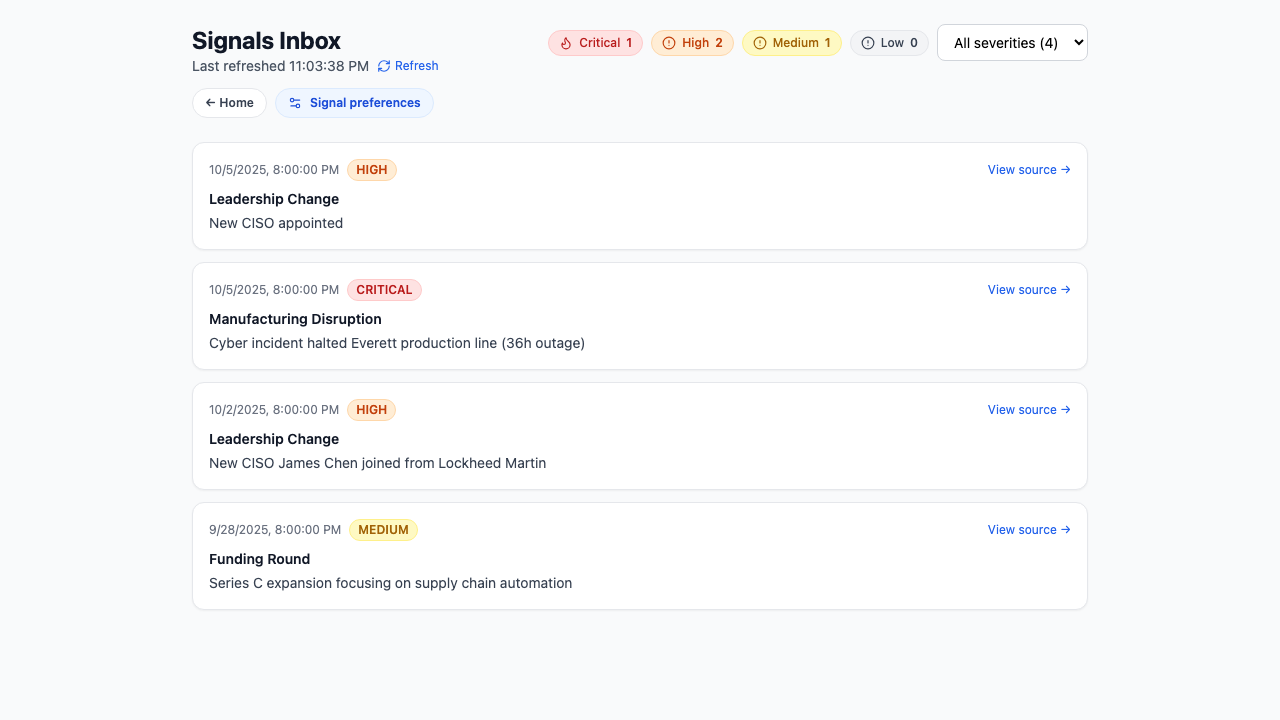 Signals Inbox
Last refreshed 11:03:38 PM Refresh
Critical 1 High 2 Medium 1 Low 0 All severities (4)
← Home Signal preferences
10/5/2025, 8:00:00 PM HIGH View source →
Leadership Change
New CISO appointed
10/5/2025, 8:00:00 PM CRITICAL View source →
Manufacturing Disruption
Cyber incident halted Everett production line (36h outage)
10/2/2025, 8:00:00 PM HIGH View source →
Leadership Change
New CISO James Chen joined from Lockheed Martin
9/28/2025, 8:00:00 PM MEDIUM View source →
Funding Round
Series C expansion focusing on supply chain automation